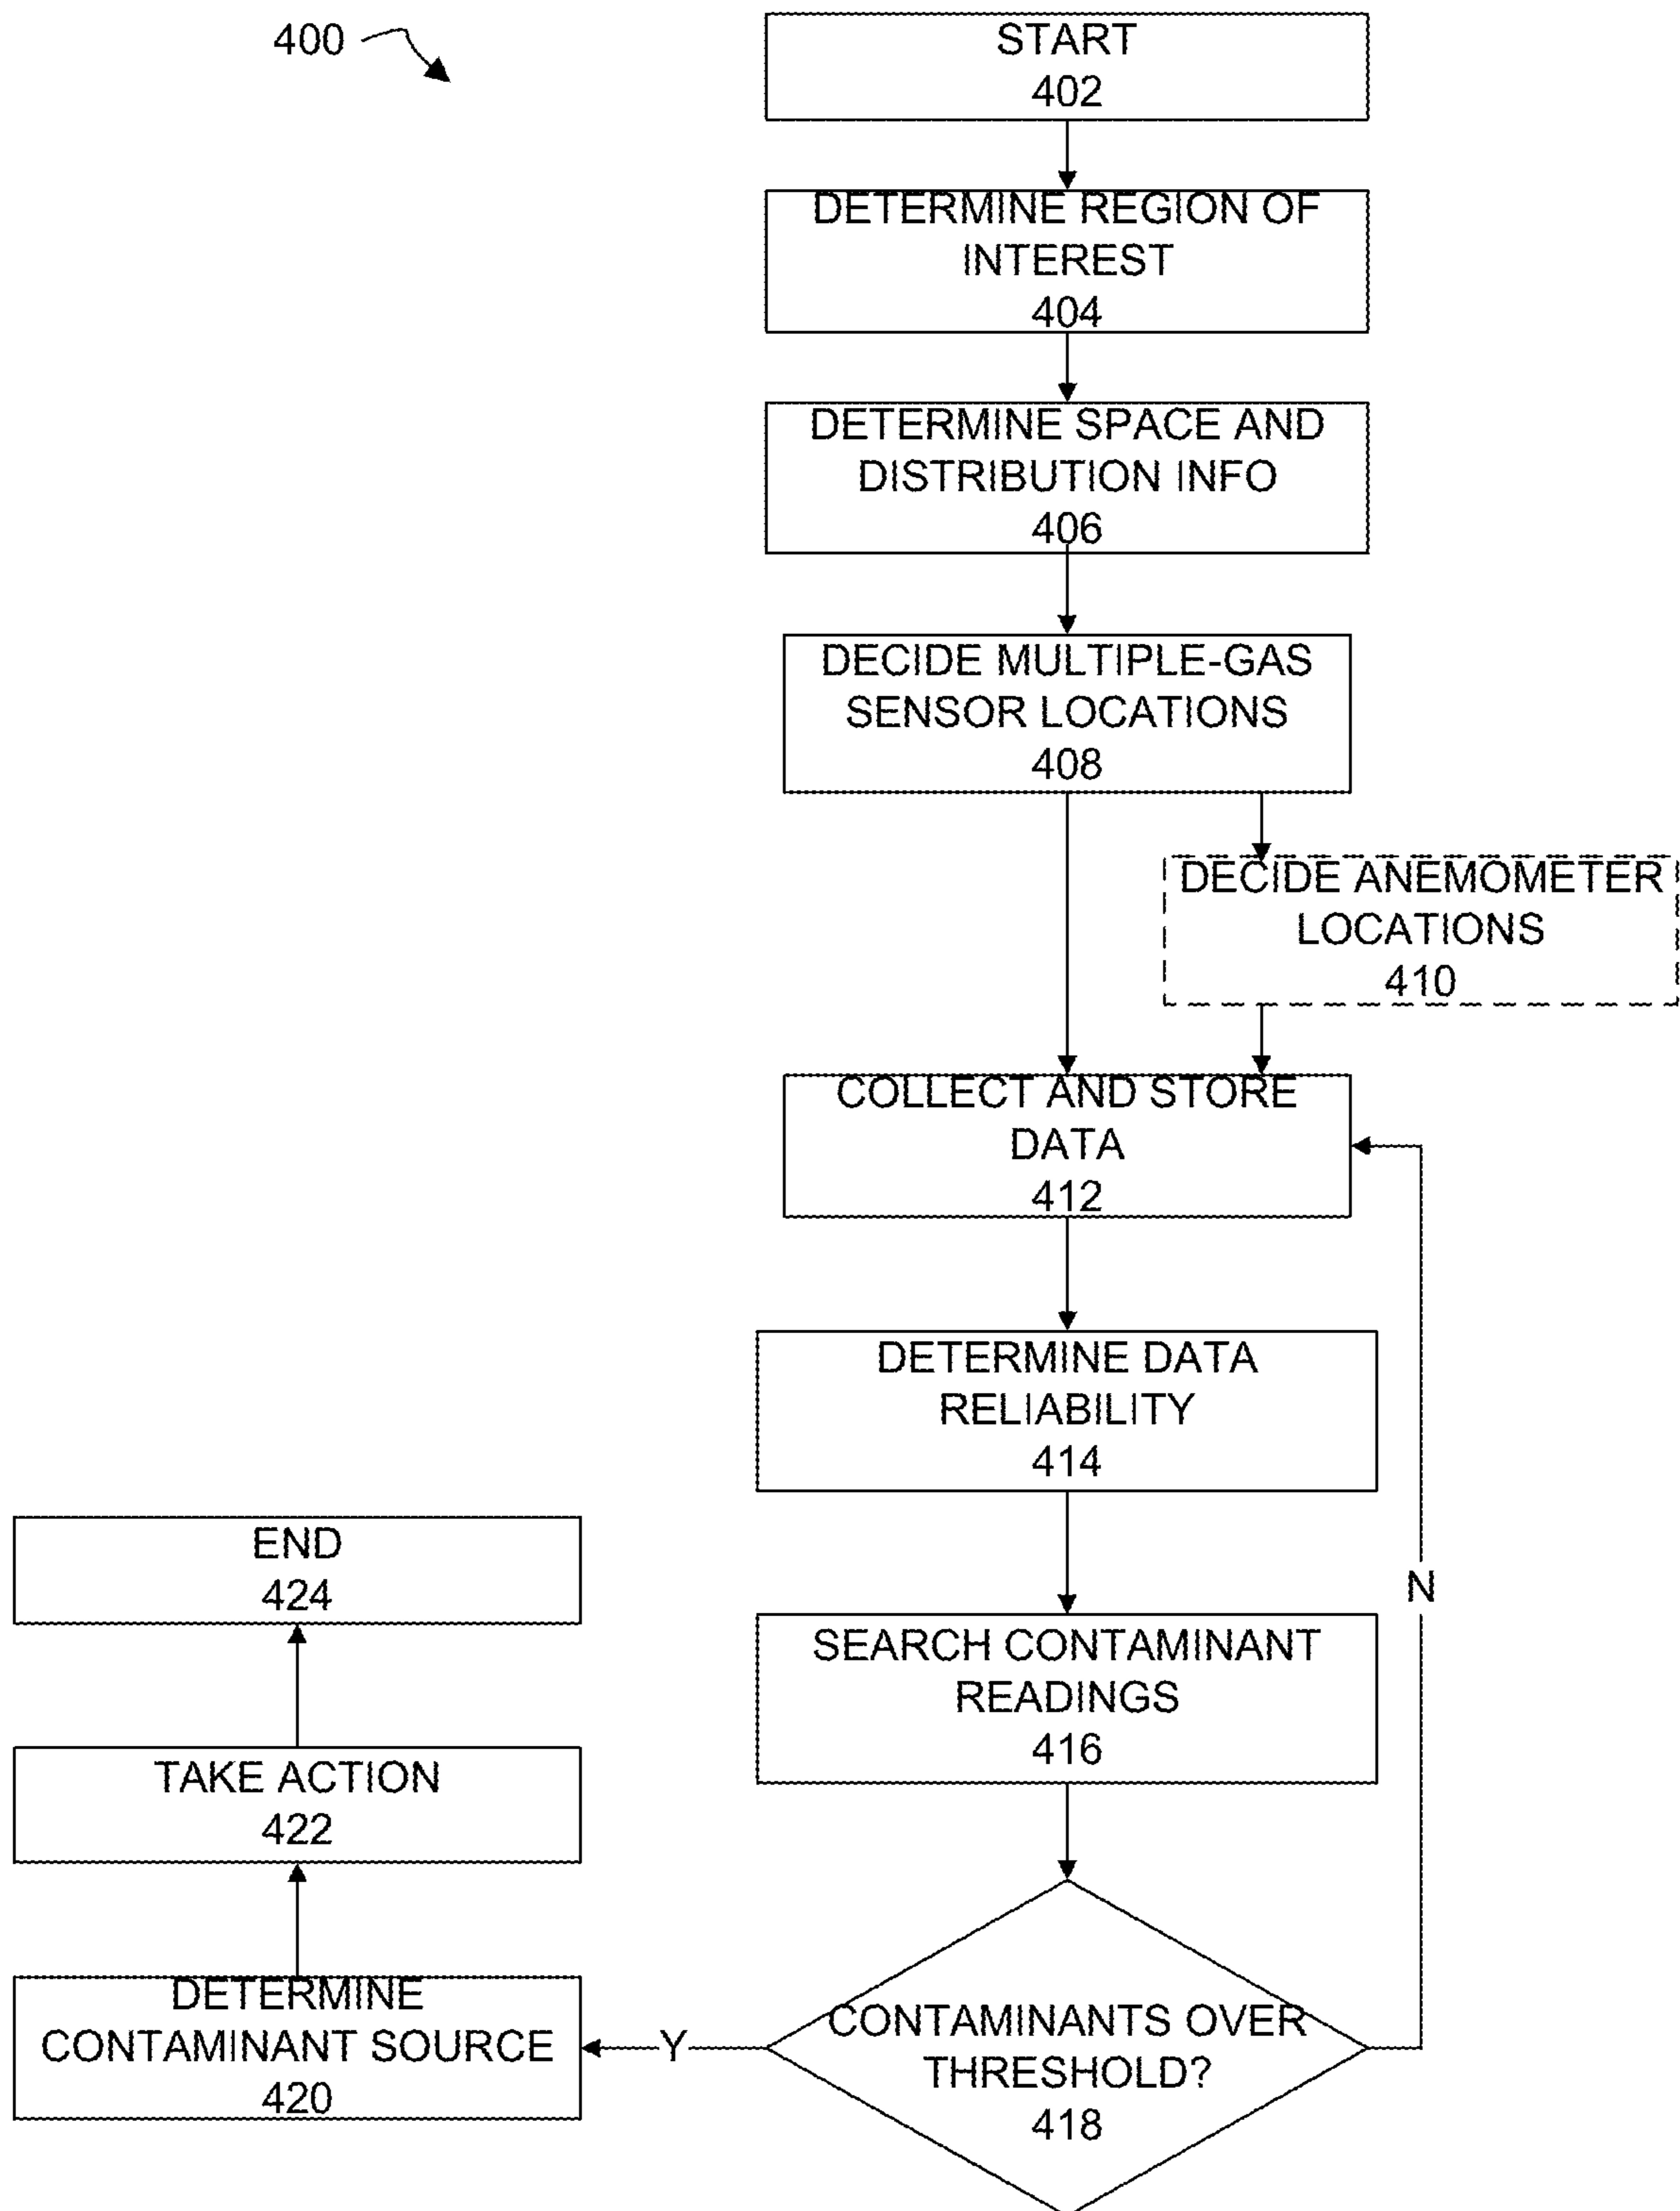 400
START
402
DETERMINE REGION OF
INTEREST
404
DETERMINE SPACE AND
DISTRIBUTION INFO
406
DECIDE MULTIPLE-GAS
SENSOR LOCATIONS
408
DECIDE ANEMOMETER
LOCATIONS
410
COLLECT AND STORE
DATA
412
DETERMINE DATA
RELIABILITY
414
SEARCH CONTAMINANT
READINGS
416
CONTAMINANTS OVER
THRESHOLD?
418
N
Y
DETERMINE
CONTAMINANT SOURCE
420
TAKE ACTION
422
END
424